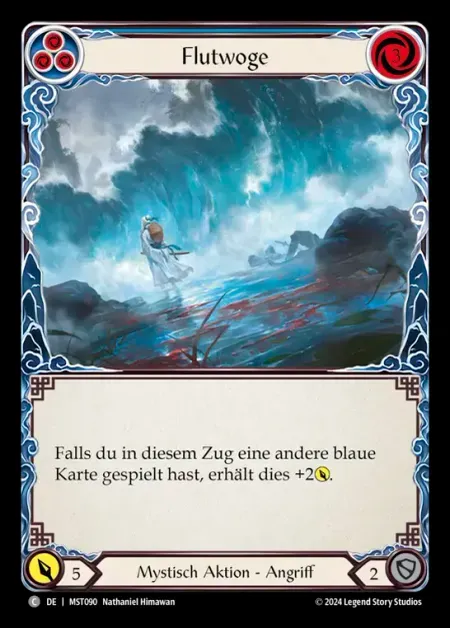 Flutwoge
3
Falls du in diesem Zug eine andere blaue
Karte gespielt hast, erhält dies +2.
5
Mystisch Aktion - Angriff
2
C DE | MST090 Nathaniel Himawan
© 2024 Legend Story Studios